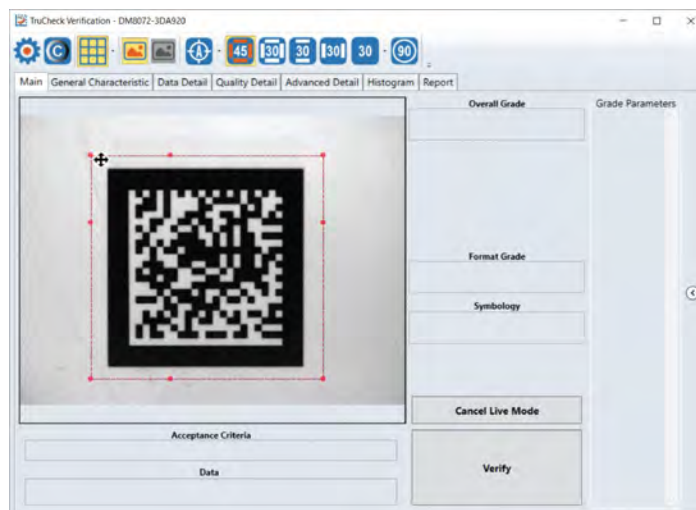 TruCheck Verification - DM8072-3DA920
C 45 30 30 30 30 90
Main General Characteristic Data Detail Quality Detail Advanced Detail Histogram Report
Overall Grade
Grade Parameters
Format Grade
Symbology
Cancel Live Mode
Acceptance Criteria
Verify
Data